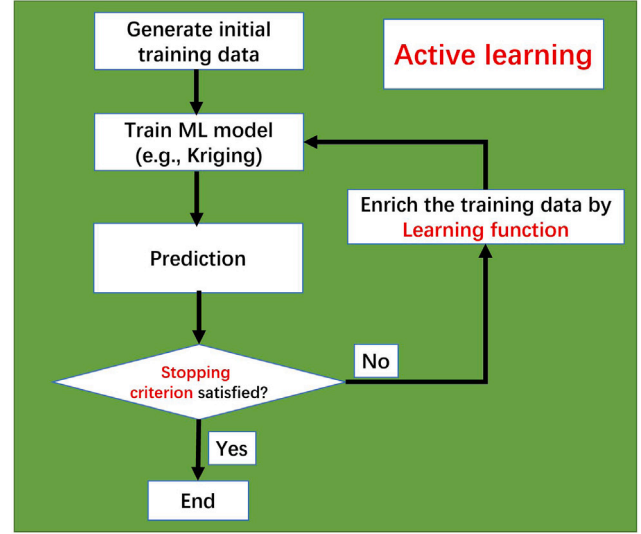 Generate initial
training data
Active learning
Train ML model
(e.g., Kriging)
Enrich the training data by
Learning function
Prediction
Stopping
criterion satisfied?
No
Yes
End